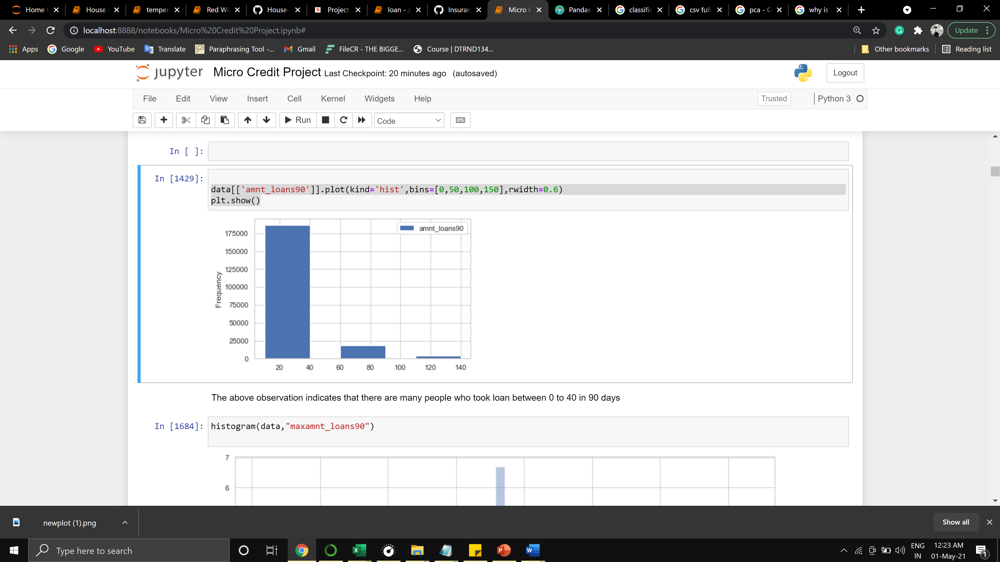 Home P
House
temper
Red Wi
House-
Project
loan - J
Insuran
Micro C
Pandas
classific
csv full
pca - G
why is
localhost:8888/notebooks/Micro%20Credit%20Project.ipynb#
Update
Apps
Google
YouTube
Translate
Paraphrasing Tool -...
Gmail
FileCR - THE BIGGE...
Course | DTRND134...
Other bookmarks
Reading list
jupyter Micro Credit Project Last Checkpoint: 20 minutes ago (autosaved)
Logout
File Edit View Insert Cell Kernel Widgets Help
Trusted
Python 3
Run
Code
In [ ]:
In [1429]:
data[['amnt_loans90']].plot(kind='hist',bins=[0,50,100,150],rwidth=0.6)
plt.show()
amnt_loans90
175000
150000
125000
100000
75000
50000
25000
0
Frequency
20 40 60 80 100 120 140
The above observation indicates that there are many people who took loan between 0 to 40 in 90 days
In [1684]: histogram(data,"maxamnt_loans90")
7
6
newplot (1).png
Show all
Type here to search
ENG
IN
12:23 AM
01-May-21
1